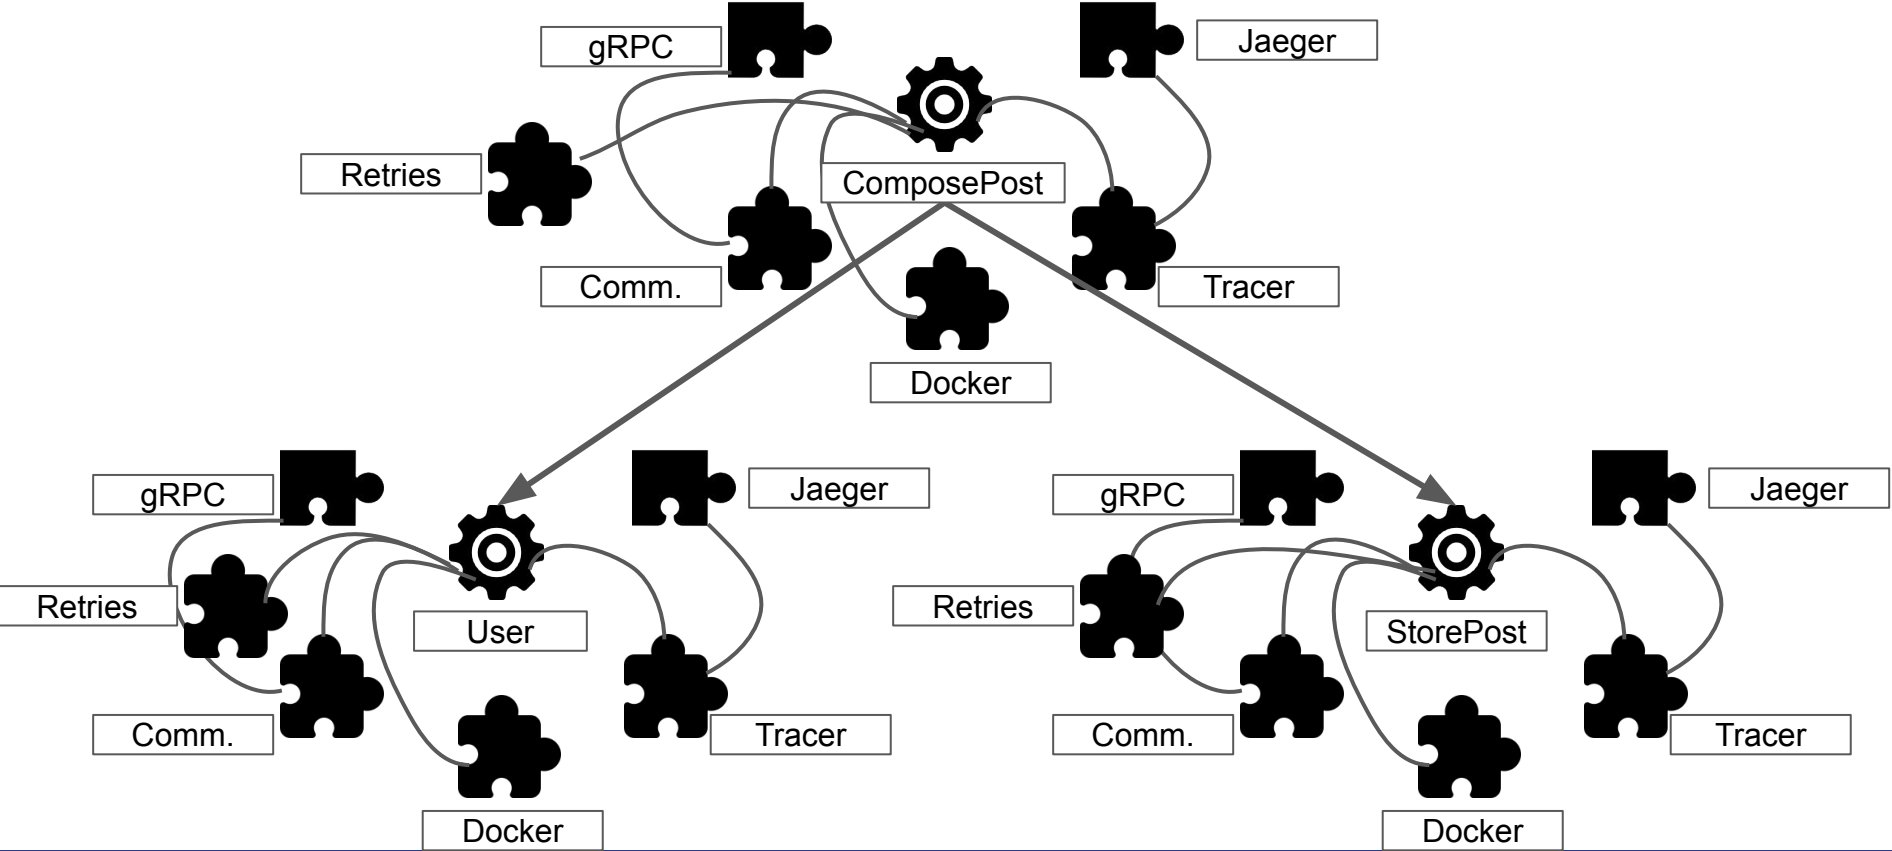 gRPC
Jaeger
Retries
ComposePost
Comm.
Tracer
Docker
gRPC
Jaeger
gRPC
Jaeger
Retries
User
Retries
StorePost
Comm.
Tracer
Comm.
Tracer
Docker
Docker